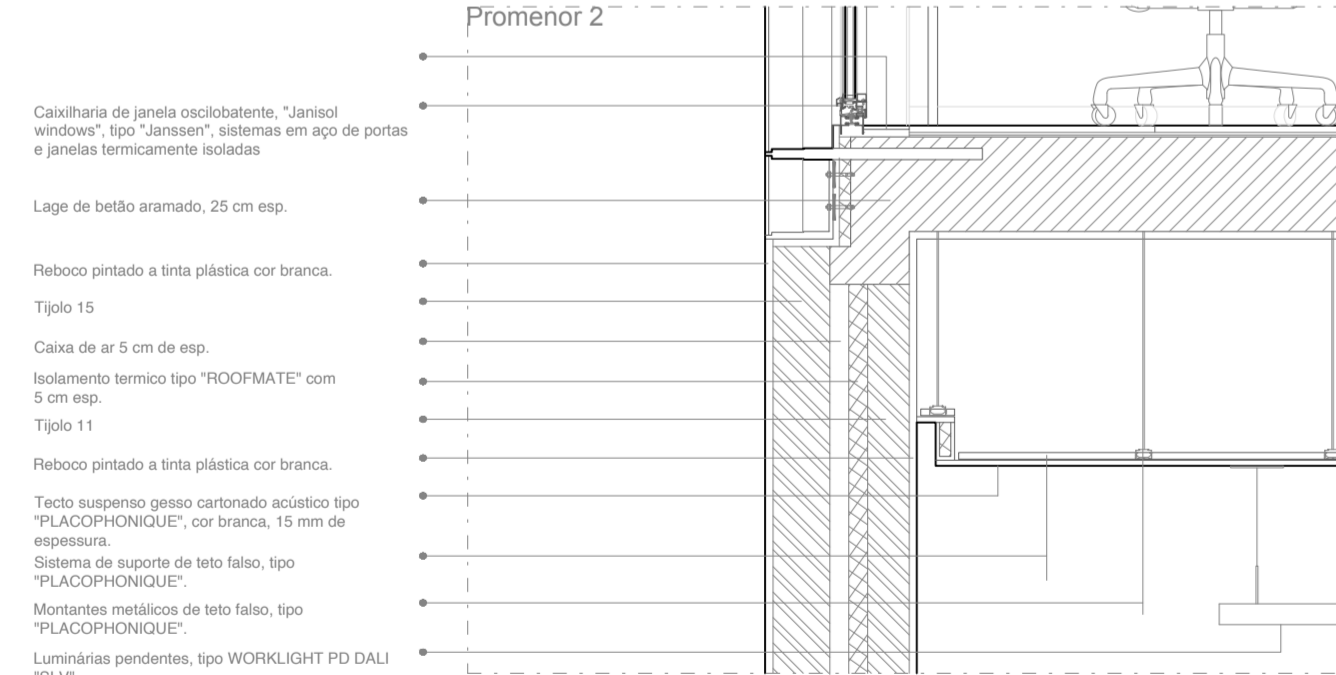 Promenor 2
Caixilharia de janela oscilobatente, "Janisol
windows", tipo "Janssen", sistemas em aço de portas
e janelas termicamente isoladas
Lage de betão aramado, 25 cm esp.
Reboco pintado a tinta plástica cor branca.
Tijolo 15
Caixa de ar 5 cm de esp.
Isolamento termico tipo "ROOFMATE" com
5 cm esp.
Tijolo 11
Reboco pintado a tinta plástica cor branca.
Tecto suspenso gesso cartonado acústico tipo
"PLACOPHONIQUE", cor branca, 15 mm de
espessura.
Sistema de suporte de teto falso, tipo
"PLACOPHONIQUE".
Montantes metálicos de teto falso, tipo
"PLACOPHONIQUE".
Luminárias pendentes, tipo WORKLIGHT PD DALI